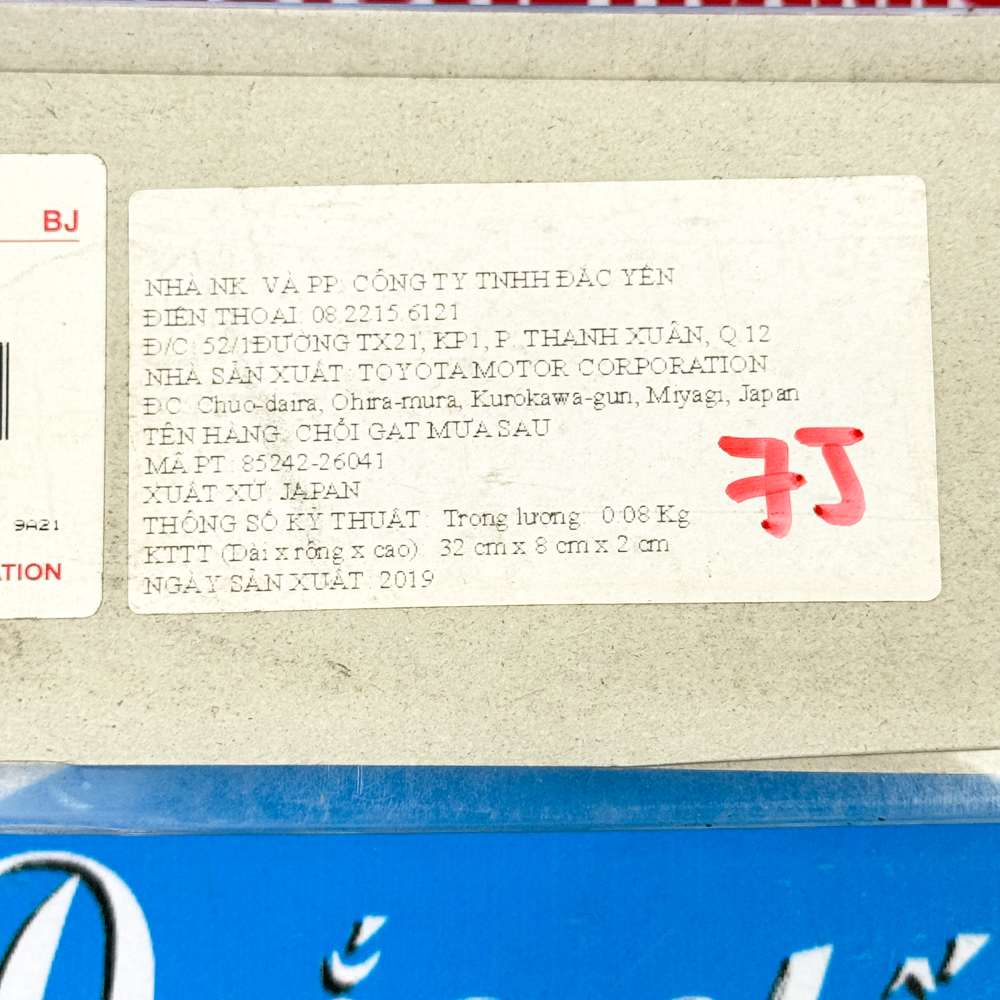 BJ
9A21
NHÀ NK VÀ PP: CÔNG TY TNHH ĐẮC YẾN
ĐIỆN THOẠI: 08.2215.6121
Đ/C: 52/1ĐƯỜNG TX21, KP1, P. THẠNH XUÂN, Q.12
NHÀ SẢN XUẤT: TOYOTA MOTOR CORPORATION
ĐC: Chuo-daira, Ohira-mura, Kurokawa-gun, Miyagi, Japan
TÊN HÀNG: CHỔI GẠT MƯA SAU
MÃ PT: 85242-26041
XUẤT XỨ: JAPAN
THÔNG SỐ KỸ THUẬT: Trọng lượng: 0.08 Kg
KTTT (Dài x rộng x cao): 32 cm x 8 cm x 2 cm
NGÀY SẢN XUẤT: 2019
7J